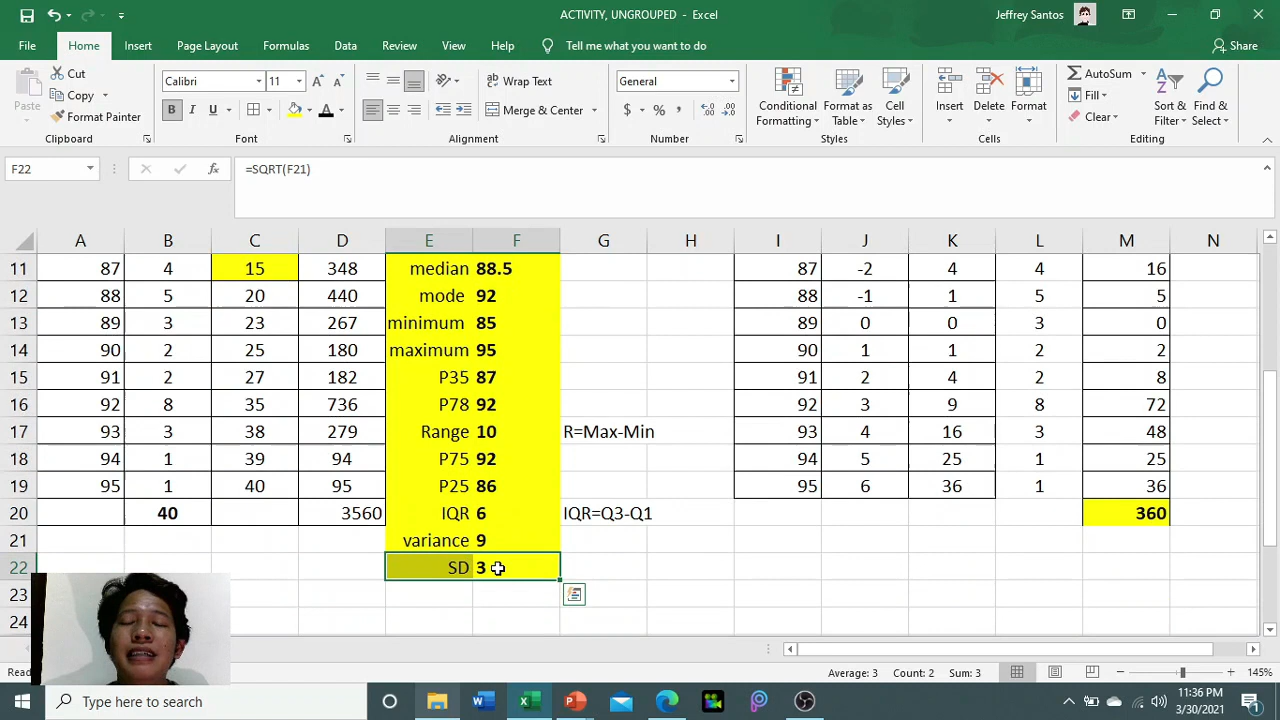 ACTIVITY, UNGROUPED - Excel
Jeffrey Santos
File Home Insert Page Layout Formulas Data Review View Help Tell me what you want to do Share
Paste
Cut
Copy
Format Painter
Clipboard
Calibri 11
B I U
Font
Wrap Text
Merge & Center
Alignment
General
$ % ,
Number
Conditional Formatting
Format as Table
Cell Styles
Styles
Insert
Delete
Format
Cells
AutoSum
Fill
Clear
Sort & Filter
Find & Select
Editing
F22 fx =SQRT(F21)
A B C D E F G H I J K L M N
11 87 4 15 348 median 88.5 87 -2 4 4 16
12 88 5 20 440 mode 92 88 -1 1 5 5
13 89 3 23 267 minimum 85 89 0 0 3 0
14 90 2 25 180 maximum 95 90 1 1 2 2
15 91 2 27 182 P35 87 91 2 4 2 8
16 92 8 35 736 P78 92 92 3 9 8 72
17 93 3 38 279 Range 10 R=Max-Min 93 4 16 3 48
18 94 1 39 94 P75 92 94 5 25 1 25
19 95 1 40 95 P25 86 95 6 36 1 36
20 40 3560 IQR 6 IQR=Q3-Q1 360
21 variance 9
22 SD 3
23
24
Average: 3 Count: 2 Sum: 3 145%
Type here to search
11:36 PM
3/30/2021